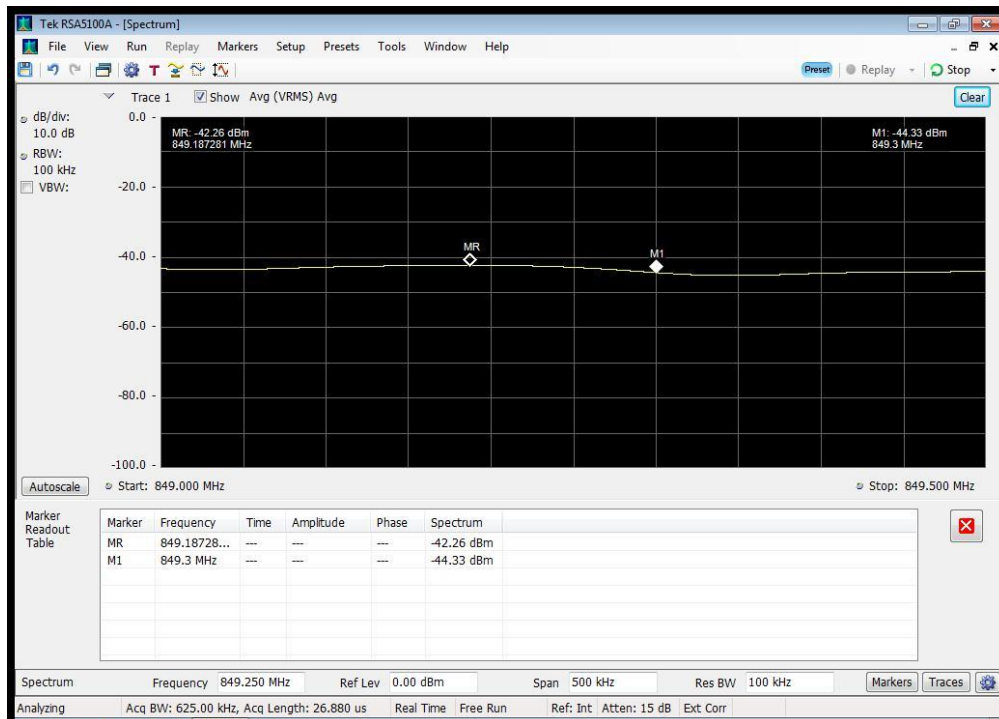 Tek RSA5100A - [Spectrum]
File View Run Replay Markers Setup Presets Tools Window Help
T Preset Replay Stop
Trace 1 Show Avg (VRMS) Avg Clear
dB/div:
10.0 dB
RBW:
100 kHz
VBW:
0.0 -
-20.0 -
-40.0 -
-60.0 -
-80.0 -
-100.0 -
MR: -42.26 dBm
849.187281 MHz
M1: -44.33 dBm
849.3 MHz
MR
M1
Autoscale Start: 849.000 MHz Stop: 849.500 MHz
Marker
Readout
Table
Marker Frequency Time Amplitude Phase Spectrum
MR 849.18728... --- --- --- -42.26 dBm
M1 849.3 MHz --- --- --- -44.33 dBm
Spectrum Frequency 849.250 MHz Ref Lev 0.00 dBm Span 500 kHz Res BW 100 kHz Markers Traces
Analyzing Acq BW: 625.00 kHz, Acq Length: 26.880 us Real Time Free Run Ref: Int Atten: 15 dB Ext Corr